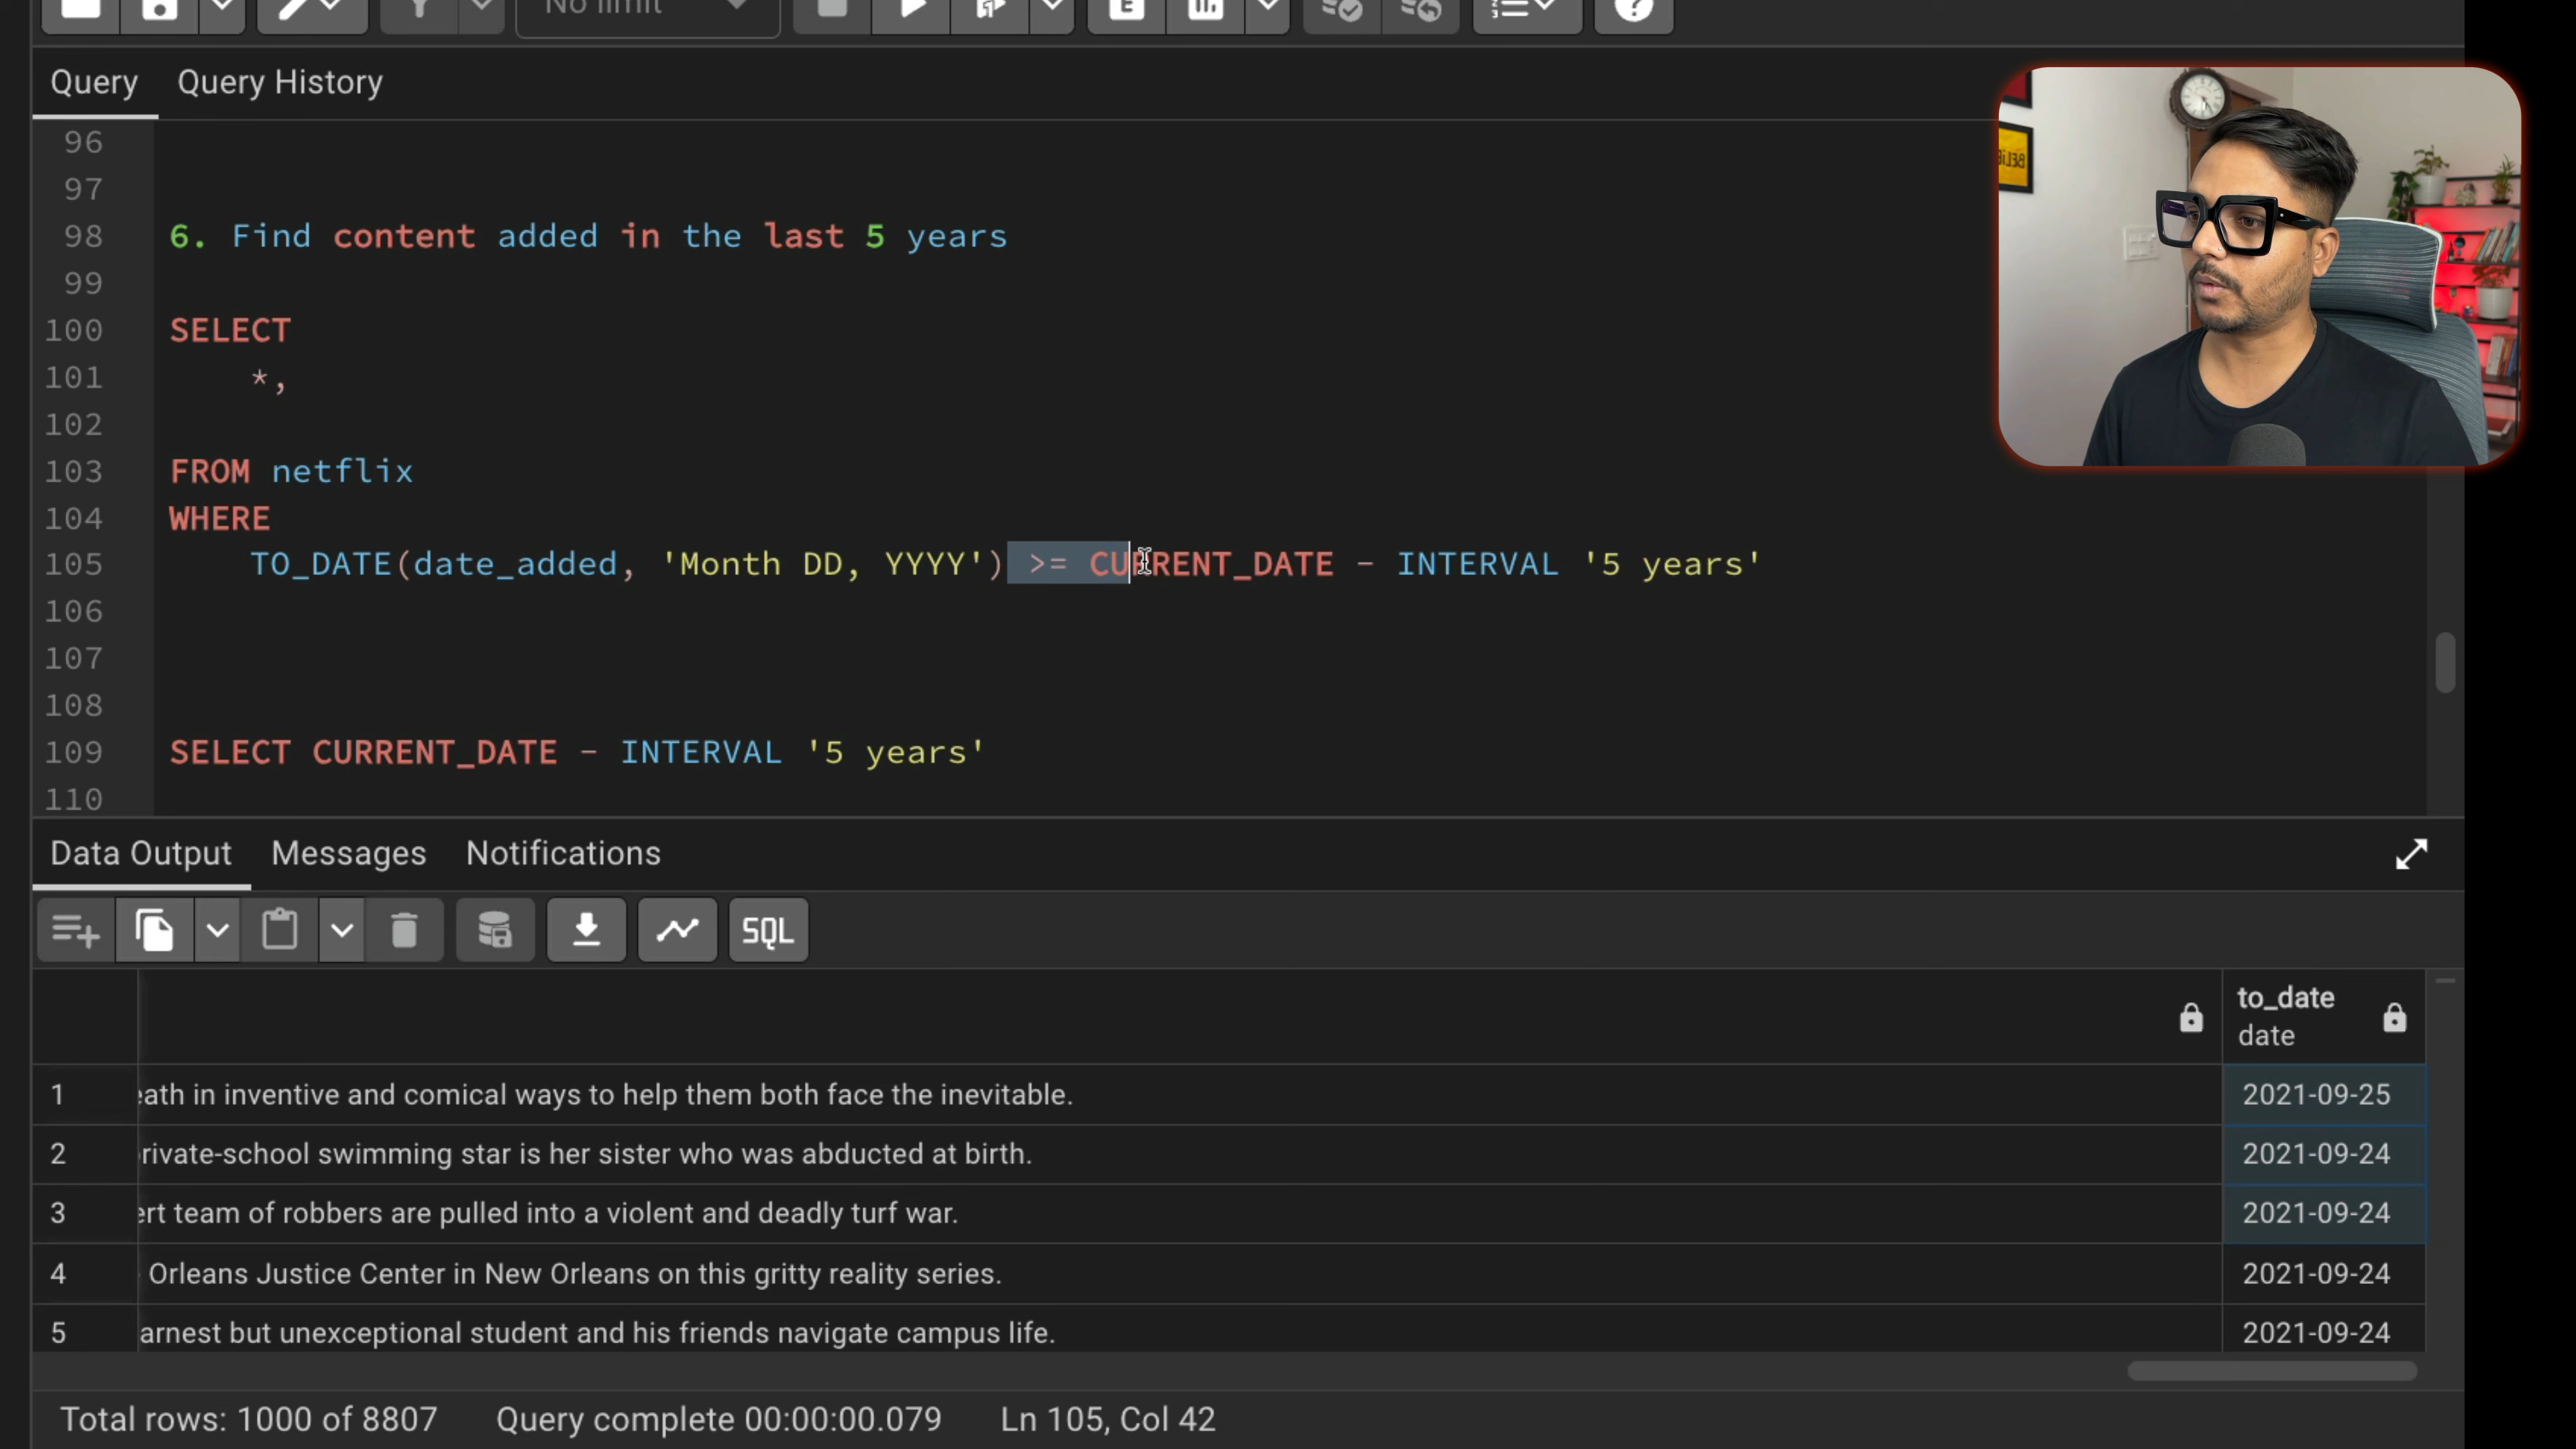 No limit
Query Query History
96
97
98 6. Find content added in the last 5 years
99
100 SELECT
101 *,
102
103 FROM netflix
104 WHERE
105 TO_DATE(date_added, 'Month DD, YYYY') >= CURRENT_DATE - INTERVAL '5 years'
106
107
108
109 SELECT CURRENT_DATE - INTERVAL '5 years'
110
Data Output Messages Notifications
SQL
to_date
date
1 eath in inventive and comical ways to help them both face the inevitable. 2021-09-25
2 private-school swimming star is her sister who was abducted at birth. 2021-09-24
3 ert team of robbers are pulled into a violent and deadly turf war. 2021-09-24
4 Orleans Justice Center in New Orleans on this gritty reality series. 2021-09-24
5 arnest but unexceptional student and his friends navigate campus life. 2021-09-24
Total rows: 1000 of 8807 Query complete 00:00:00.079 Ln 105, Col 42